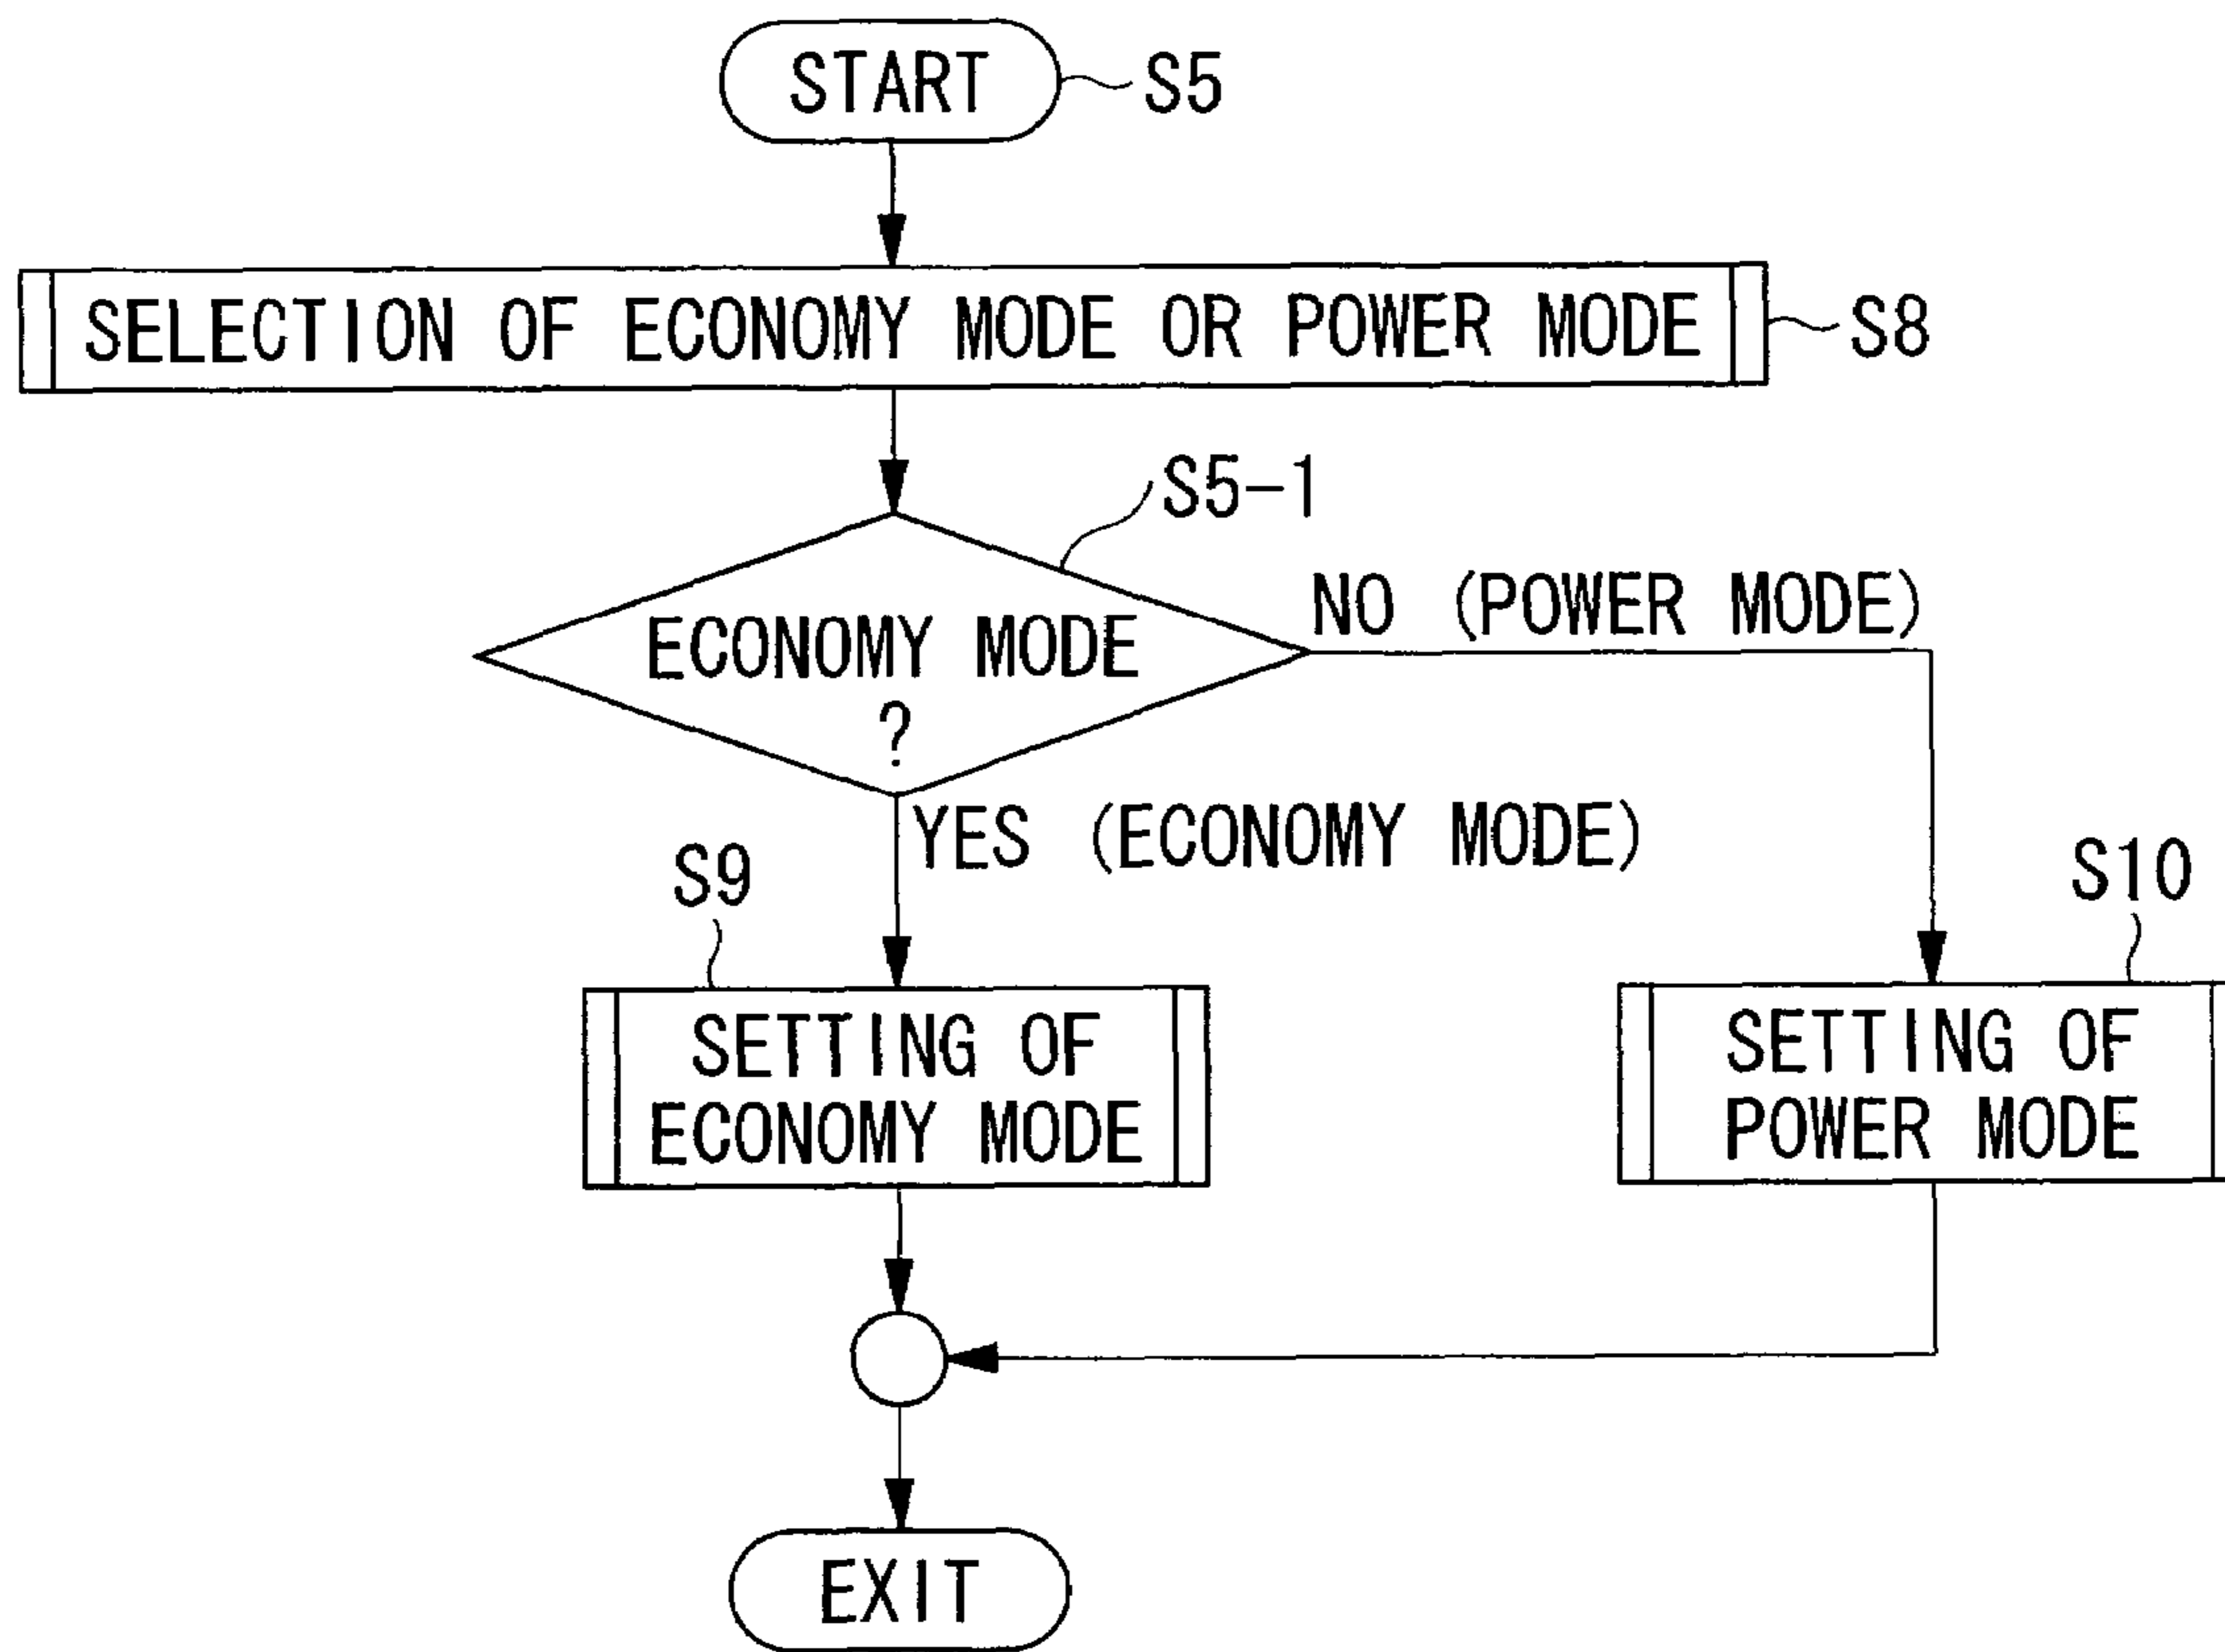 START
S5
SELECTION OF ECONOMY MODE OR POWER MODE
S8
S5-1
ECONOMY MODE
?
NO (POWER MODE)
YES (ECONOMY MODE)
S9
S10
SETTING OF
ECONOMY MODE
SETTING OF
POWER MODE
EXIT